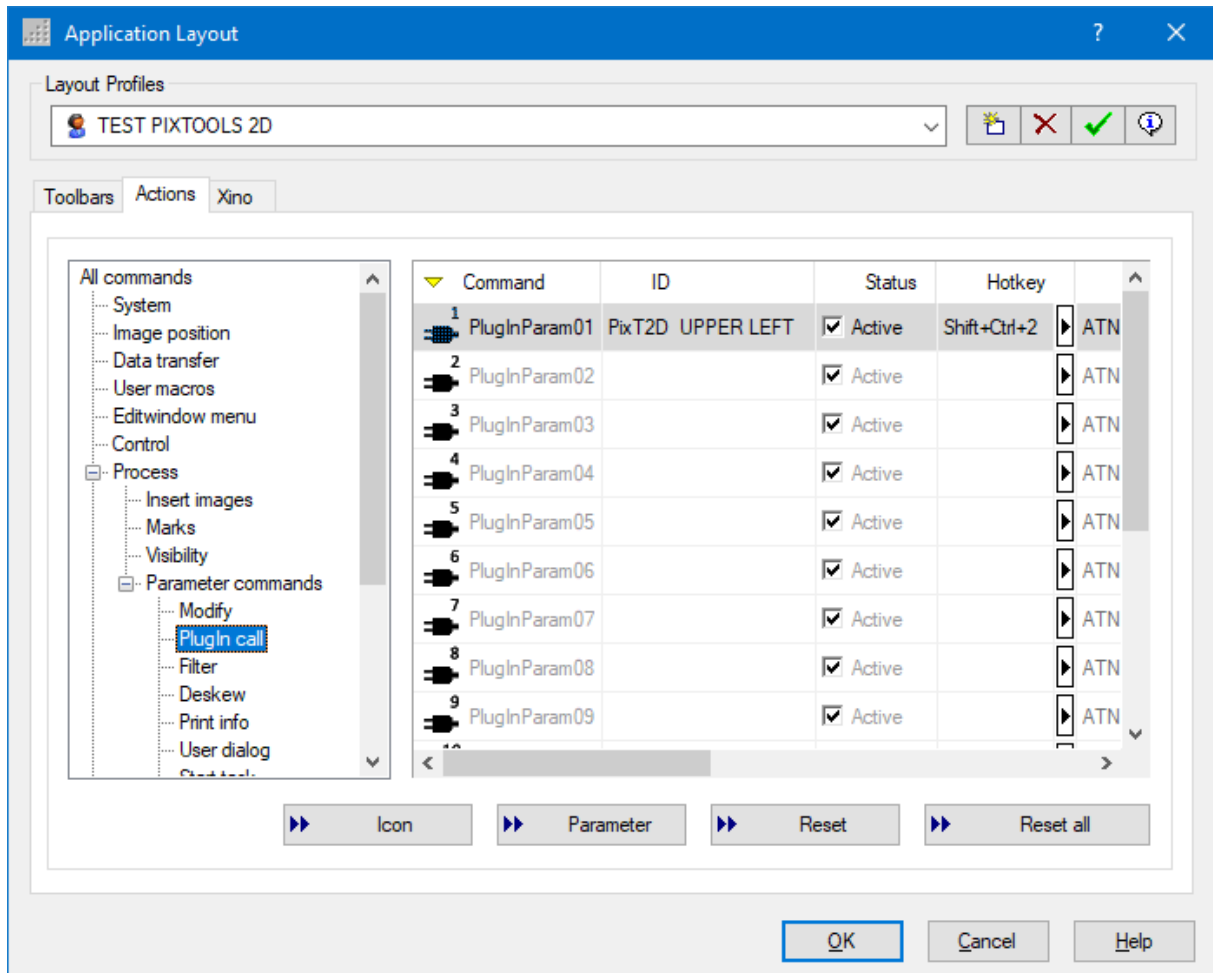 Application Layout ?
Layout Profiles
TEST PIXTOOLS 2D
Toolbars Actions Xino
All commands
System
Image position
Data transfer
User macros
Editwindow menu
Control
Process
Insert images
Marks
Visibility
Parameter commands
Modify
PlugIn call
Filter
Deskew
Print info
User dialog
Start task
Command ID Status Hotkey
1 PlugInParam01 PixT2D UPPER LEFT Active Shift+Ctrl+2 ATN
2 PlugInParam02 Active ATN
3 PlugInParam03 Active ATN
4 PlugInParam04 Active ATN
5 PlugInParam05 Active ATN
6 PlugInParam06 Active ATN
7 PlugInParam07 Active ATN
8 PlugInParam08 Active ATN
9 PlugInParam09 Active ATN
10
Icon Parameter Reset Reset all
OK Cancel Help